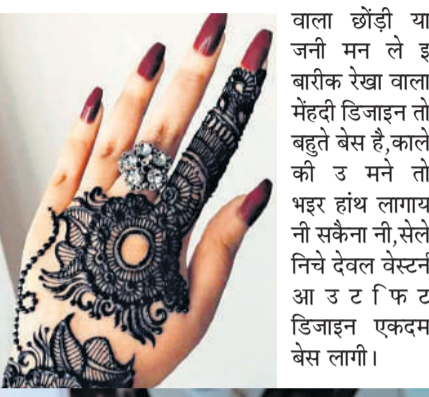 वाला छोंड़ी या
जनी मन ले इ
बारीक रेखा वाला
मेंहदी डिजाइन तो
बहुते बेस है,काले
की उ मने तो
भइर हांथ लागाय
नी सकैना नी,सेले
निचे देवल वेस्टर्न
आ उ ट ि फ ट
डिजाइन एकदम
बेस लागी।